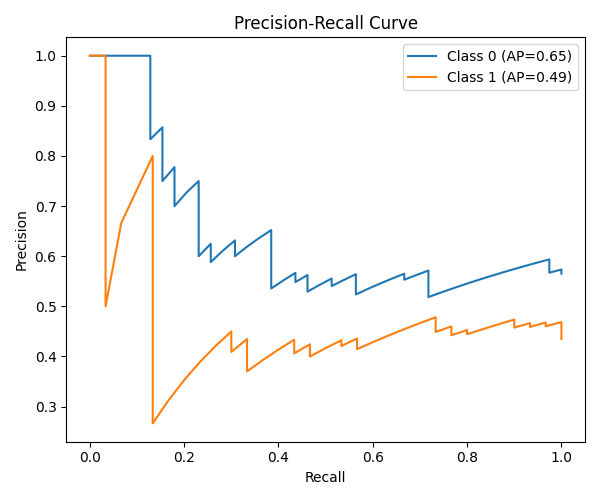 Precision-Recall Curve
Class 0 (AP=0.65)
Class 1 (AP=0.49)
Precision
1.0
0.9
0.8
0.7
0.6
0.5
0.4
0.3
0.0 0.2 0.4 0.6 0.8 1.0
Recall